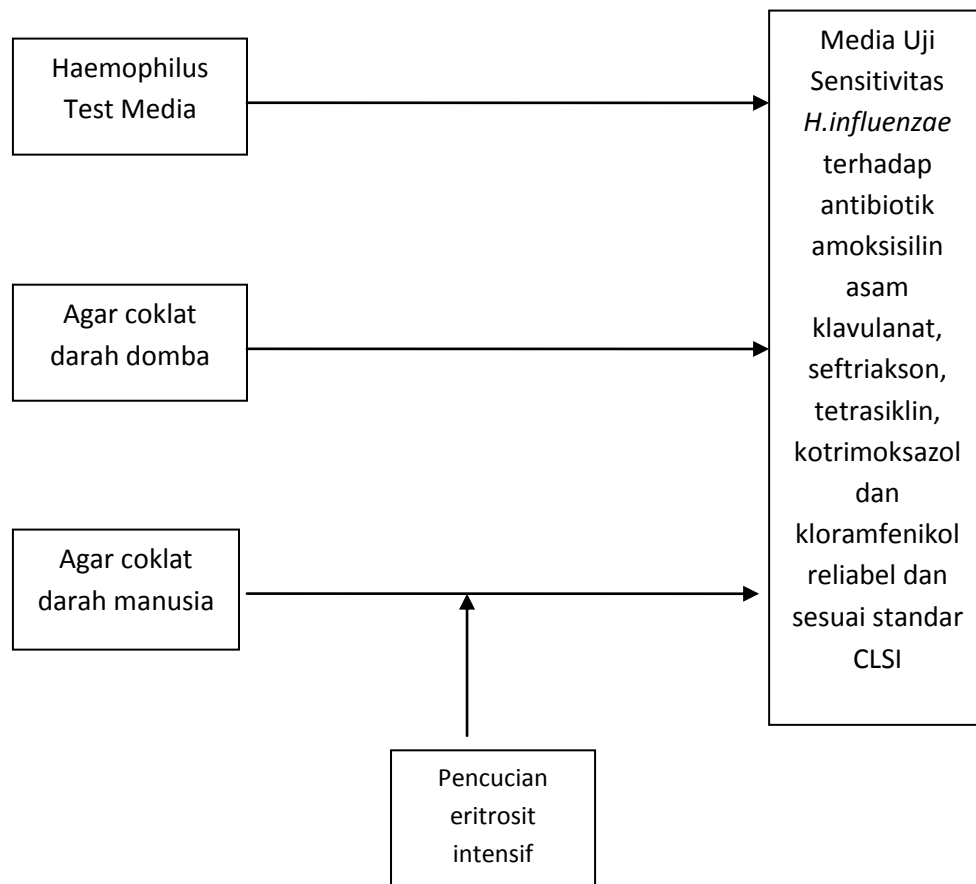 Haemophilus
Test Media
Agar coklat
darah domba
Agar coklat
darah manusia
Pencucian
eritrosit
intensif
Media Uji
Sensitivitas
H.influenzae
terhadap
antibiotik
amoksisilin
asam
klavulanat,
seftriakson,
tetrasiklin,
kotrimoksazol
dan
kloramfenikol
reliabel dan
sesuai standar
CLSI